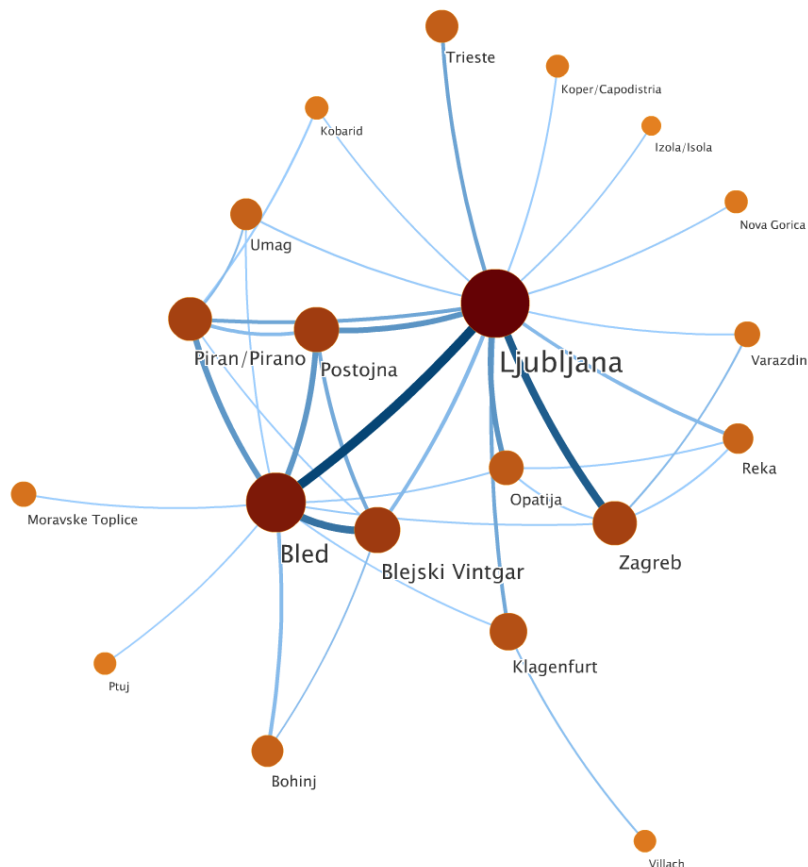 Trieste
Koper/Capodistria
Kobarid
Izola/Isola
Nova Gorica
Umag
Piran/Pirano
Postojna
Ljubljana
Varazdin
Reka
Opatija
Moravske Toplice
Bled
Blejski Vintgar
Zagreb
Klagenfurt
Ptuj
Bohinj
Villach